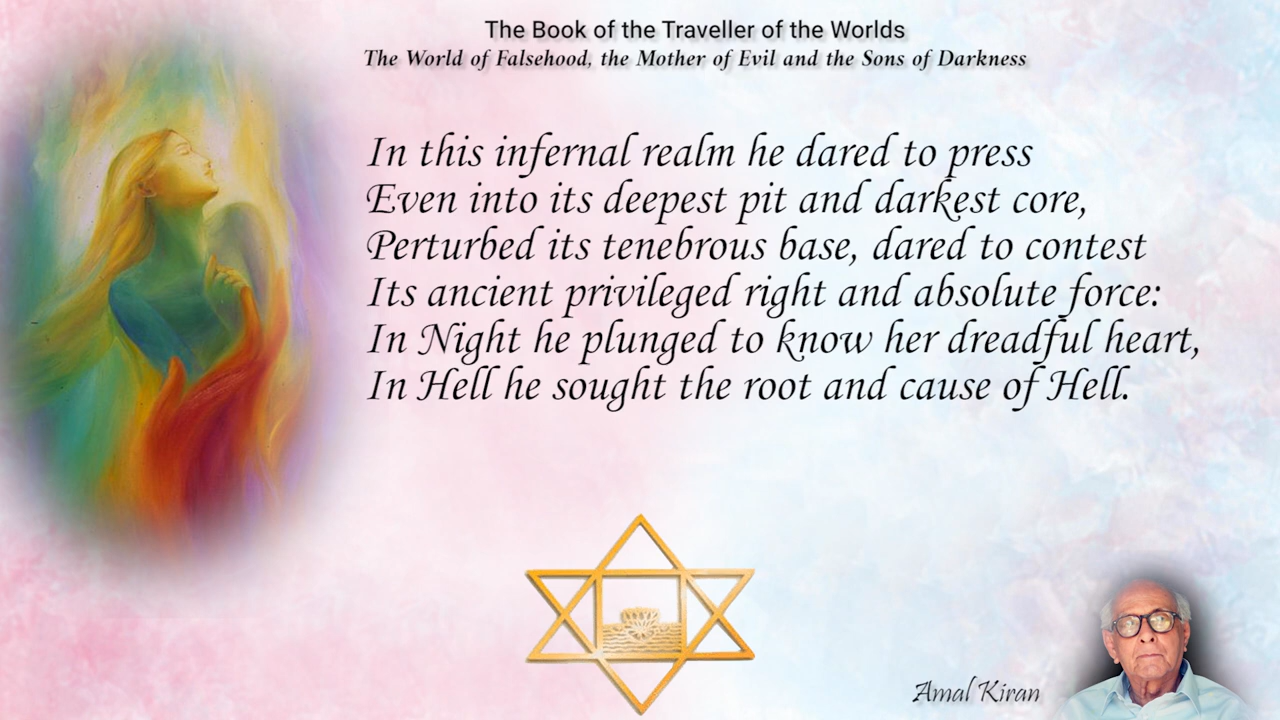 The Book of the Traveller of the Worlds
The World of Falsehood, the Mother of Evil and the Sons of Darkness
In this infernal realm he dared to press
Even into its deepest pit and darkest core,
Perturbed its tenebrous base, dared to contest
Its ancient privileged right and absolute force:
In Night he plunged to know her dreadful heart,
In Hell he sought the root and cause of Hell.
Amal Kiran